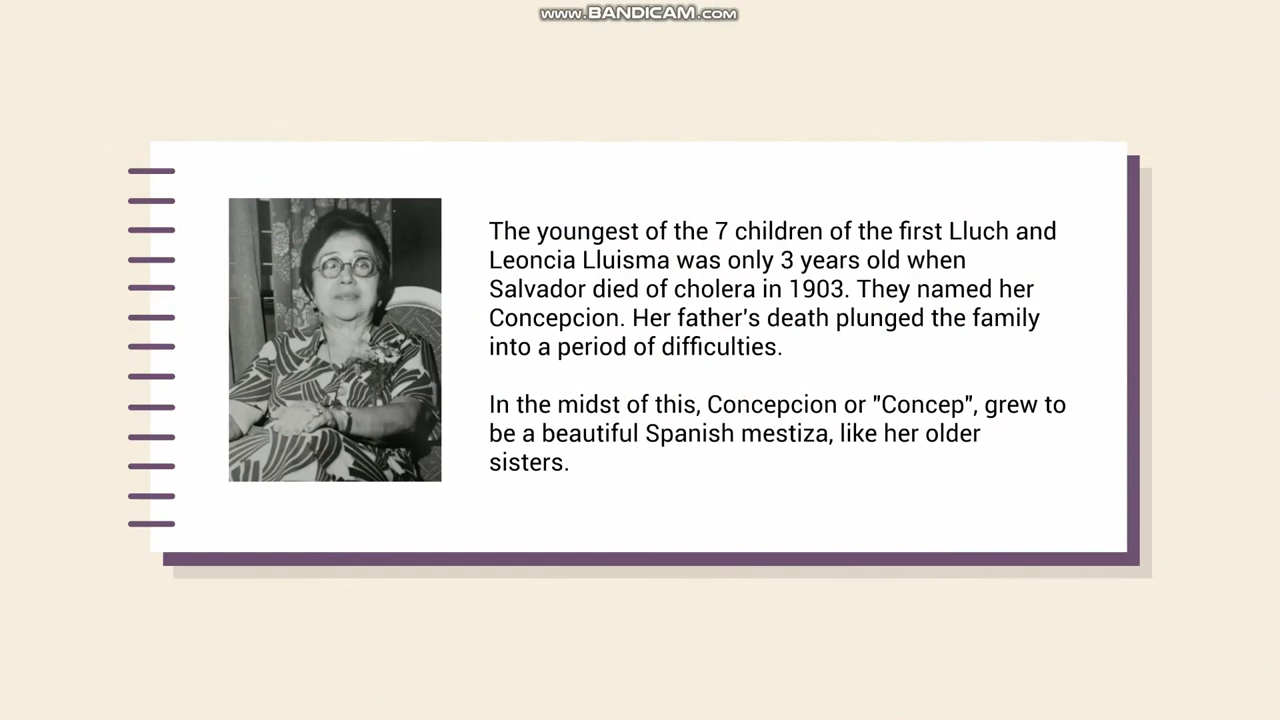 www.BANDICAM.com
The youngest of the 7 children of the first Lluch and
Leoncia Lluisma was only 3 years old when
Salvador died of cholera in 1903. They named her
Concepcion. Her father's death plunged the family
into a period of difficulties.
In the midst of this, Concepcion or "Concep", grew to
be a beautiful Spanish mestiza, like her older
sisters.